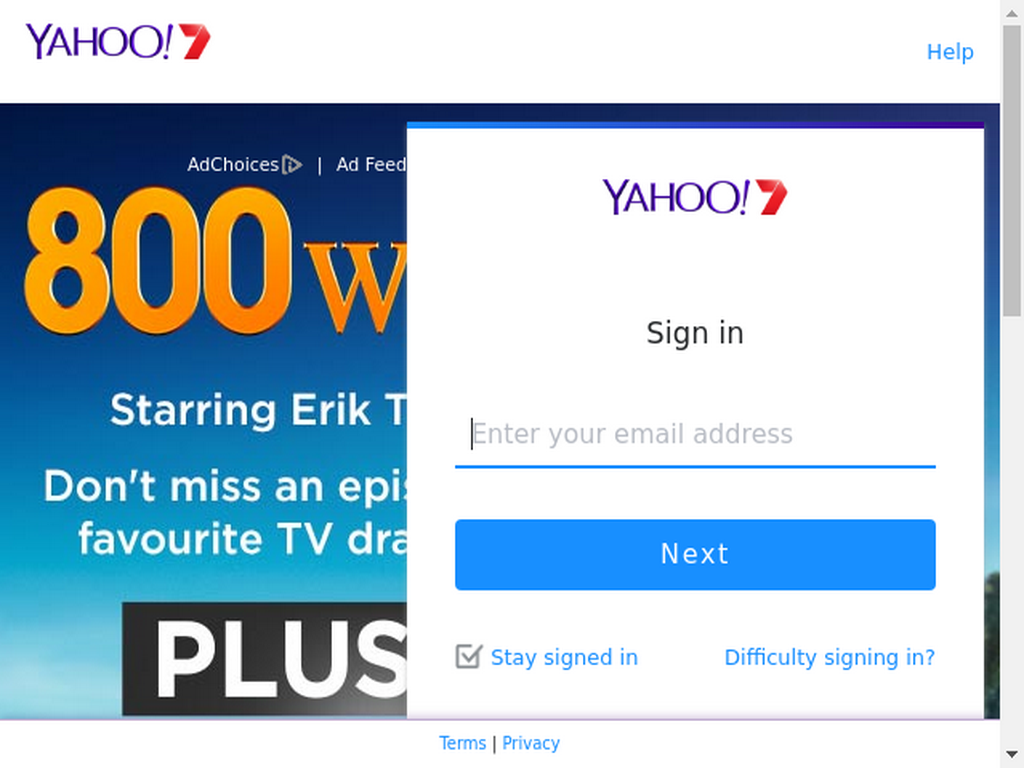 YAHOO!7
Help
AdChoices | Ad Feed
800 w
Starring Erik T
Don't miss an epis
favourite TV dra
PLUS
YAHOO!7
Sign in
Enter your email address
Next
Stay signed in
Difficulty signing in?
Terms | Privacy